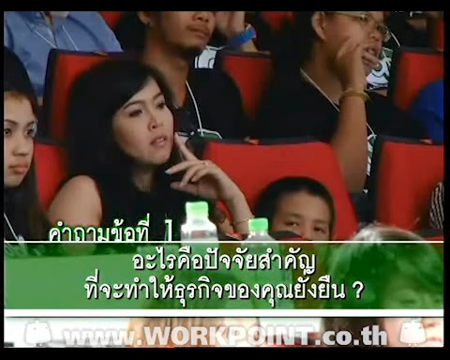 คำถามข้อที่ 1
อะไรคือปัจจัยสำคัญ
ที่จะทำให้ธุรกิจของคุณยั่งยืน ?
www.WORKPOINT.co.th